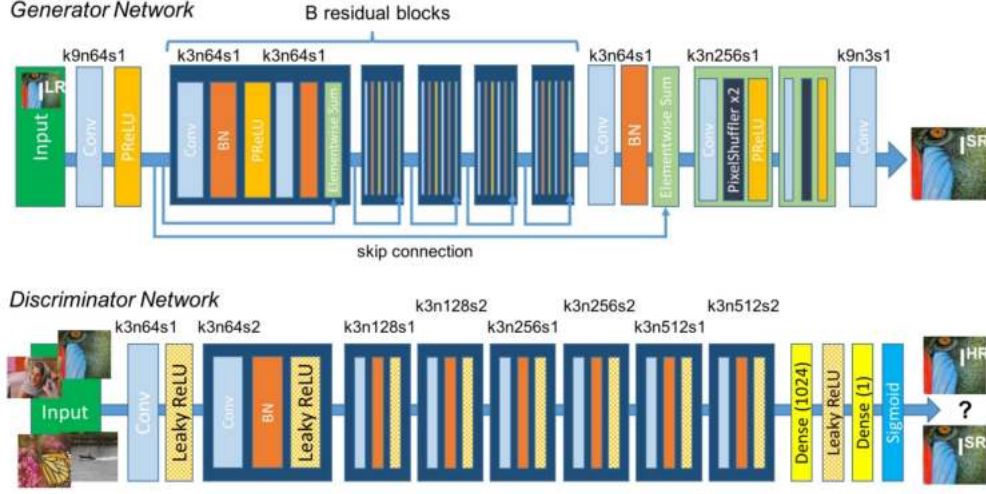 Generator Network
B residual blocks
k9n64s1
k3n64s1
k3n64s1
k3n64s1
k3n256s1
k9n3s1
Input
I LR
Conv
PReLU
Conv
BN
PReLU
Elementwise Sum
Conv
BN
Elementwise Sum
Conv
PixelShuffler x2
PReLU
Conv
I SR
skip connection
Discriminator Network
k3n64s1
k3n64s2
k3n128s1
k3n128s2
k3n256s1
k3n256s2
k3n512s1
k3n512s2
Input
Conv
Leaky ReLU
Conv
BN
Leaky ReLU
Dense (1024)
Leaky ReLU
Dense (1)
Sigmoid
I HR
?
I SR